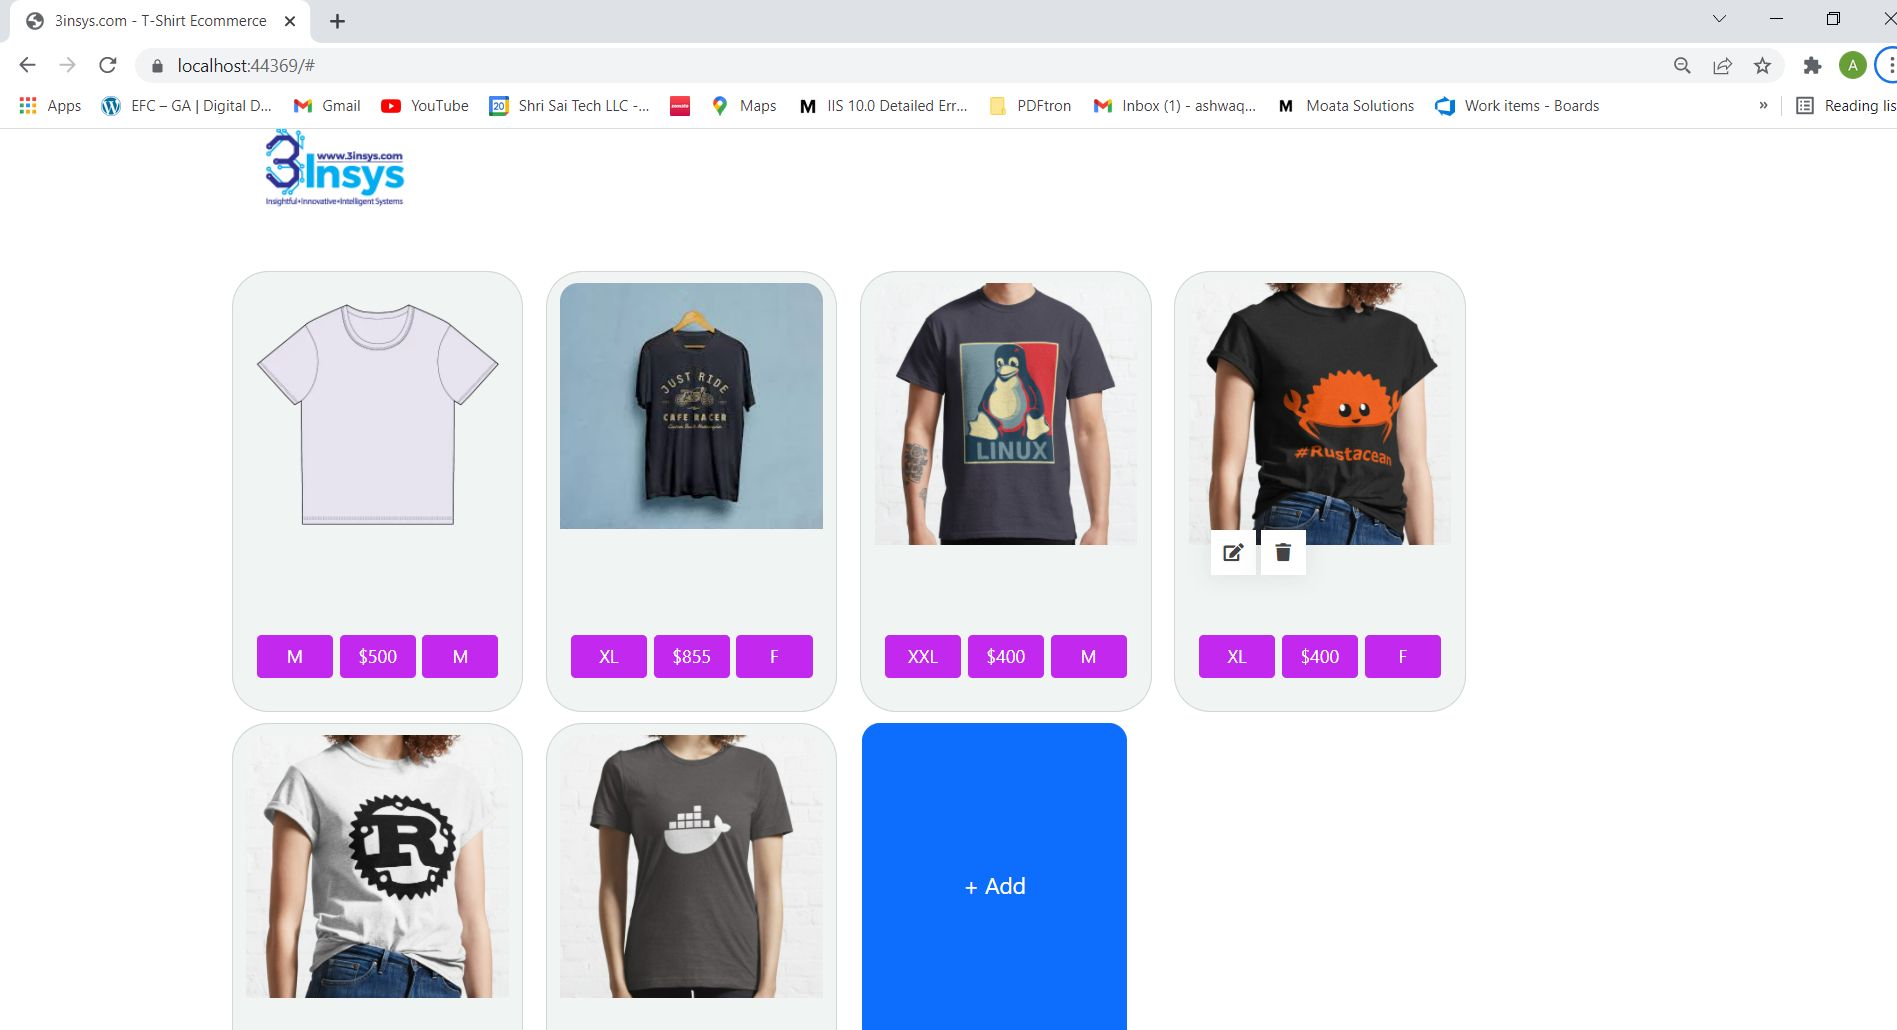 3insys.com - T-Shirt Ecommerce
localhost:44369/#
A
Apps
EFC – GA | Digital D...
Gmail
YouTube
20
Shri Sai Tech LLC -...
zomato
Maps
M
IIS 10.0 Detailed Err...
PDFtron
Inbox (1) - ashwaq...
M
Moata Solutions
Work items - Boards
»
Reading lis
www.3insys.com
3Insys
Insightful•Innovative•Intelligent Systems
JUST RIDE
CAFE RACER
LINUX
#Rustacean
M
$500
M
XL
$855
F
XXL
$400
M
XL
$400
F
R
+ Add